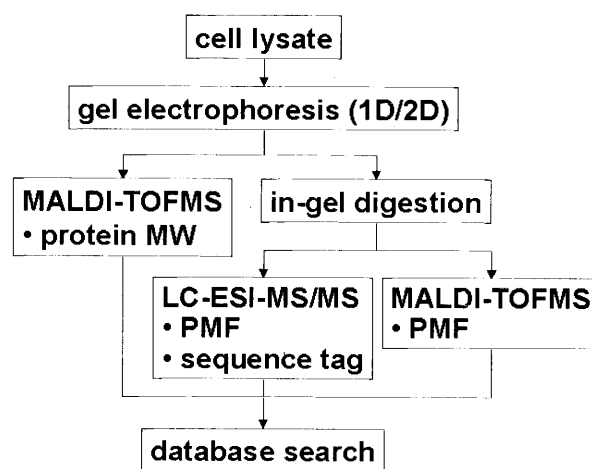 cell lysate
gel electrophoresis (1D/2D)
MALDI-TOFMS
• protein MW
in-gel digestion
LC-ESI-MS/MS
• PMF
• sequence tag
MALDI-TOFMS
• PMF
database search